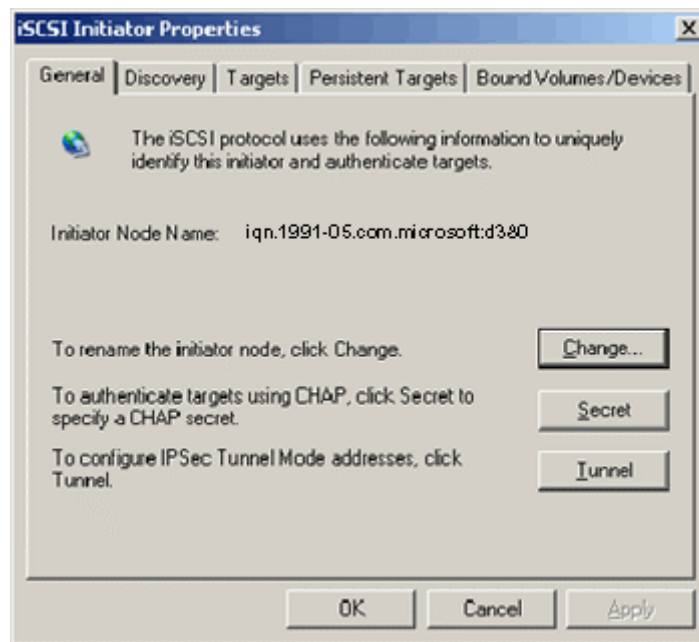 iSCSI Initiator Properties
General
Discovery
Targets
Persistent Targets
Bound Volumes/Devices
The iSCSI protocol uses the following information to uniquely
identify this initiator and authenticate targets.
Initiator Node Name: iqn.1991-05.com.microsoft:d380
To rename the initiator node, click Change.
Change...
To authenticate targets using CHAP, click Secret to
specify a CHAP secret.
Secret
To configure IPSec Tunnel Mode addresses, click
Tunnel.
Tunnel
OK
Cancel
Apply